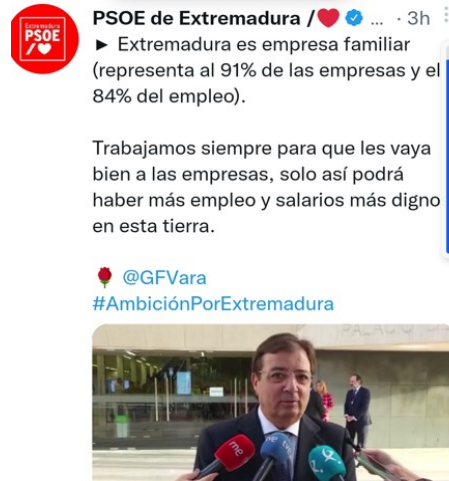 PSOE de Extremadura /❤️ ... · 3h
Extremadura
PSOE
► Extremadura es empresa familiar
(representa al 91% de las empresas y el
84% del empleo).
Trabajamos siempre para que les vaya
bien a las empresas, solo así podrá
haber más empleo y salarios más digno
en esta tierra.
🌹 @GFVara
#AmbiciónPorExtremadura
rne
rne